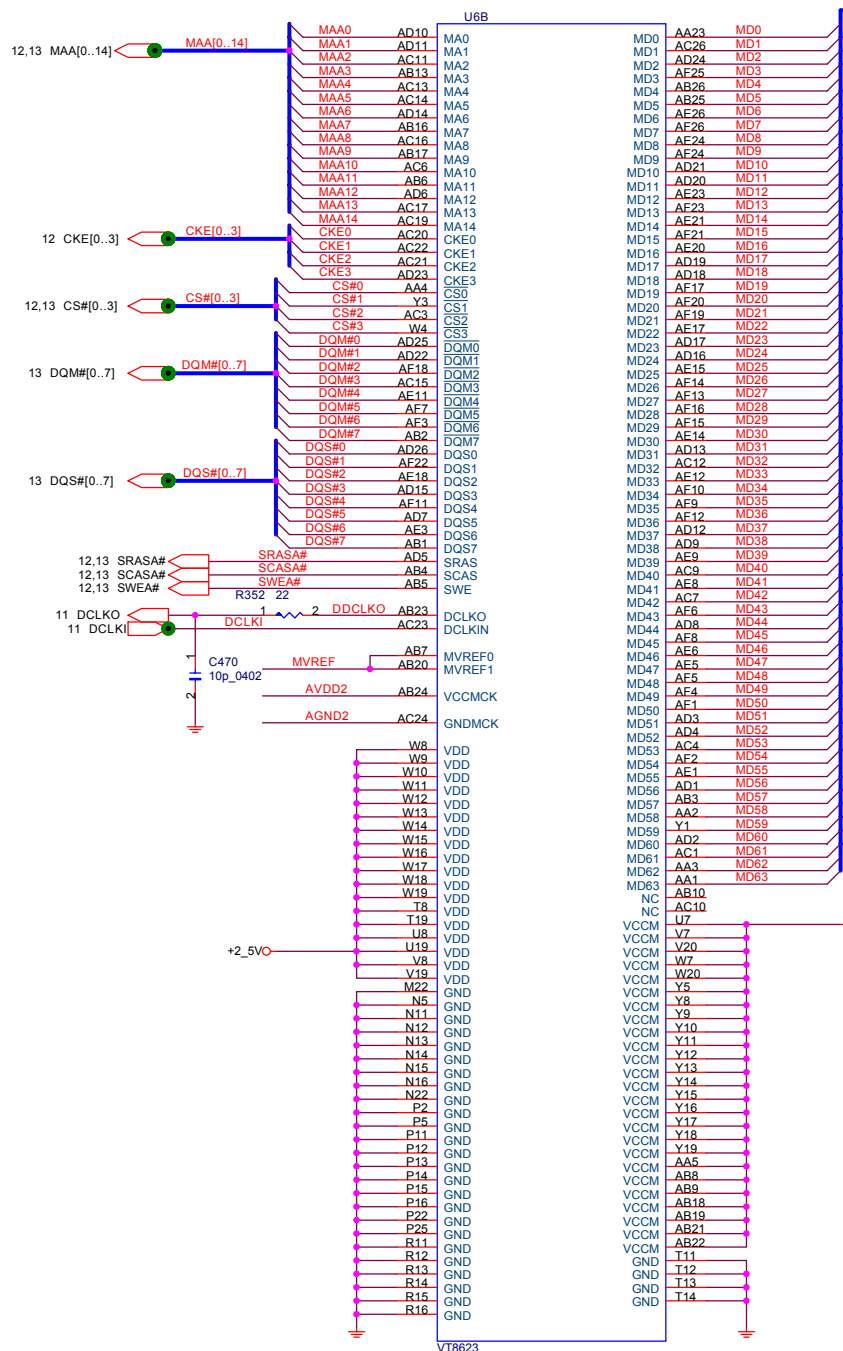 U6B
12,13 MAA[0..14] MAA[0..14]
MAA0 AD10 MA0
MAA1 AD11 MA1
MAA2 AC11 MA2
MAA3 AB13 MA3
MAA4 AC13 MA4
MAA5 AC14 MA5
MAA6 AD14 MA6
MAA7 AB16 MA7
MAA8 AC16 MA8
MAA9 AB17 MA9
MAA10 AC6 MA10
MAA11 AB6 MA11
MAA12 AD6 MA12
MAA13 AC17 MA13
MAA14 AC19 MA14
12 CKE[0..3] CKE[0..3]
CKE0 AC20 CKE0
CKE1 AC22 CKE1
CKE2 AC21 CKE2
CKE3 AD23 CKE3
12,13 CS#[0..3] CS#[0..3]
CS#0 AA4 CS0
CS#1 Y3 CS1
CS#2 AC3 CS2
CS#3 W4 CS3
13 DQM#[0..7] DQM#[0..7]
DQM#0 AD25 DQM0
DQM#1 AD22 DQM1
DQM#2 AF18 DQM2
DQM#3 AC15 DQM3
DQM#4 AE11 DQM4
DQM#5 AF7 DQM5
DQM#6 AF3 DQM6
DQM#7 AB2 DQM7
13 DQS#[0..7] DQS#[0..7]
DQS#0 AD26 DQS0
DQS#1 AF22 DQS1
DQS#2 AE18 DQS2
DQS#3 AD15 DQS3
DQS#4 AF11 DQS4
DQS#5 AD7 DQS5
DQS#6 AE3 DQS6
DQS#7 AB1 DQS7
12,13 SRASA# SRASA# AD5 SRAS
12,13 SCASA# SCASA# AB4 SCAS
12,13 SWEA# SWEA# AB5 SWE
R352 22
11 DCLKO 1 2 DDCLKO AB23 DCLKO
11 DCLKI DCLKI AC23 DCLKIN
1
C470
10p_0402
2
AB7 MVREF0
MVREF AB20 MVREF1
AVDD2 AB24 VCCMCK
AGND2 AC24 GNDMCK
W8 VDD
W9 VDD
W10 VDD
W11 VDD
W12 VDD
W13 VDD
W14 VDD
W15 VDD
W16 VDD
W17 VDD
W18 VDD
W19 VDD
T8 VDD
T19 VDD
U8 VDD
+2_5V U19 VDD
V8 VDD
V19 VDD
M22 GND
N5 GND
N11 GND
N12 GND
N13 GND
N14 GND
N15 GND
N16 GND
N22 GND
P2 GND
P5 GND
P11 GND
P12 GND
P13 GND
P14 GND
P15 GND
P16 GND
P22 GND
P25 GND
R11 GND
R12 GND
R13 GND
R14 GND
R15 GND
R16 GND
MD0 AA23 MD0
MD1 AC26 MD1
MD2 AD24 MD2
MD3 AF25 MD3
MD4 AB26 MD4
MD5 AB25 MD5
MD6 AE26 MD6
MD7 AF26 MD7
MD8 AE24 MD8
MD9 AF24 MD9
MD10 AD21 MD10
MD11 AD20 MD11
MD12 AE23 MD12
MD13 AF23 MD13
MD14 AE21 MD14
MD15 AF21 MD15
MD16 AE20 MD16
MD17 AD19 MD17
MD18 AD18 MD18
MD19 AF17 MD19
MD20 AF20 MD20
MD21 AF19 MD21
MD22 AE17 MD22
MD23 AD17 MD23
MD24 AD16 MD24
MD25 AE15 MD25
MD26 AF14 MD26
MD27 AF13 MD27
MD28 AF16 MD28
MD29 AF15 MD29
MD30 AE14 MD30
MD31 AD13 MD31
MD32 AC12 MD32
MD33 AE12 MD33
MD34 AF10 MD34
MD35 AF9 MD35
MD36 AF12 MD36
MD37 AD12 MD37
MD38 AD9 MD38
MD39 AE9 MD39
MD40 AC9 MD40
MD41 AE8 MD41
MD42 AC7 MD42
MD43 AF6 MD43
MD44 AD8 MD44
MD45 AF8 MD45
MD46 AE6 MD46
MD47 AE5 MD47
MD48 AF5 MD48
MD49 AF4 MD49
MD50 AF1 MD50
MD51 AD3 MD51
MD52 AD4 MD52
MD53 AC4 MD53
MD54 AF2 MD54
MD55 AE1 MD55
MD56 AD1 MD56
MD57 AB3 MD57
MD58 AA2 MD58
MD59 Y1 MD59
MD60 AD2 MD60
MD61 AC1 MD61
MD62 AA3 MD62
MD63 AA1 MD63
NC AB10
NC AC10
VCCM U7
VCCM V7
VCCM V20
VCCM W7
VCCM W20
VCCM Y5
VCCM Y8
VCCM Y9
VCCM Y10
VCCM Y11
VCCM Y12
VCCM Y13
VCCM Y14
VCCM Y15
VCCM Y16
VCCM Y17
VCCM Y18
VCCM Y19
VCCM AA5
VCCM AB8
VCCM AB9
VCCM AB18
VCCM AB19
VCCM AB21
VCCM AB22
GND T11
GND T12
GND T13
GND T14
VT8623